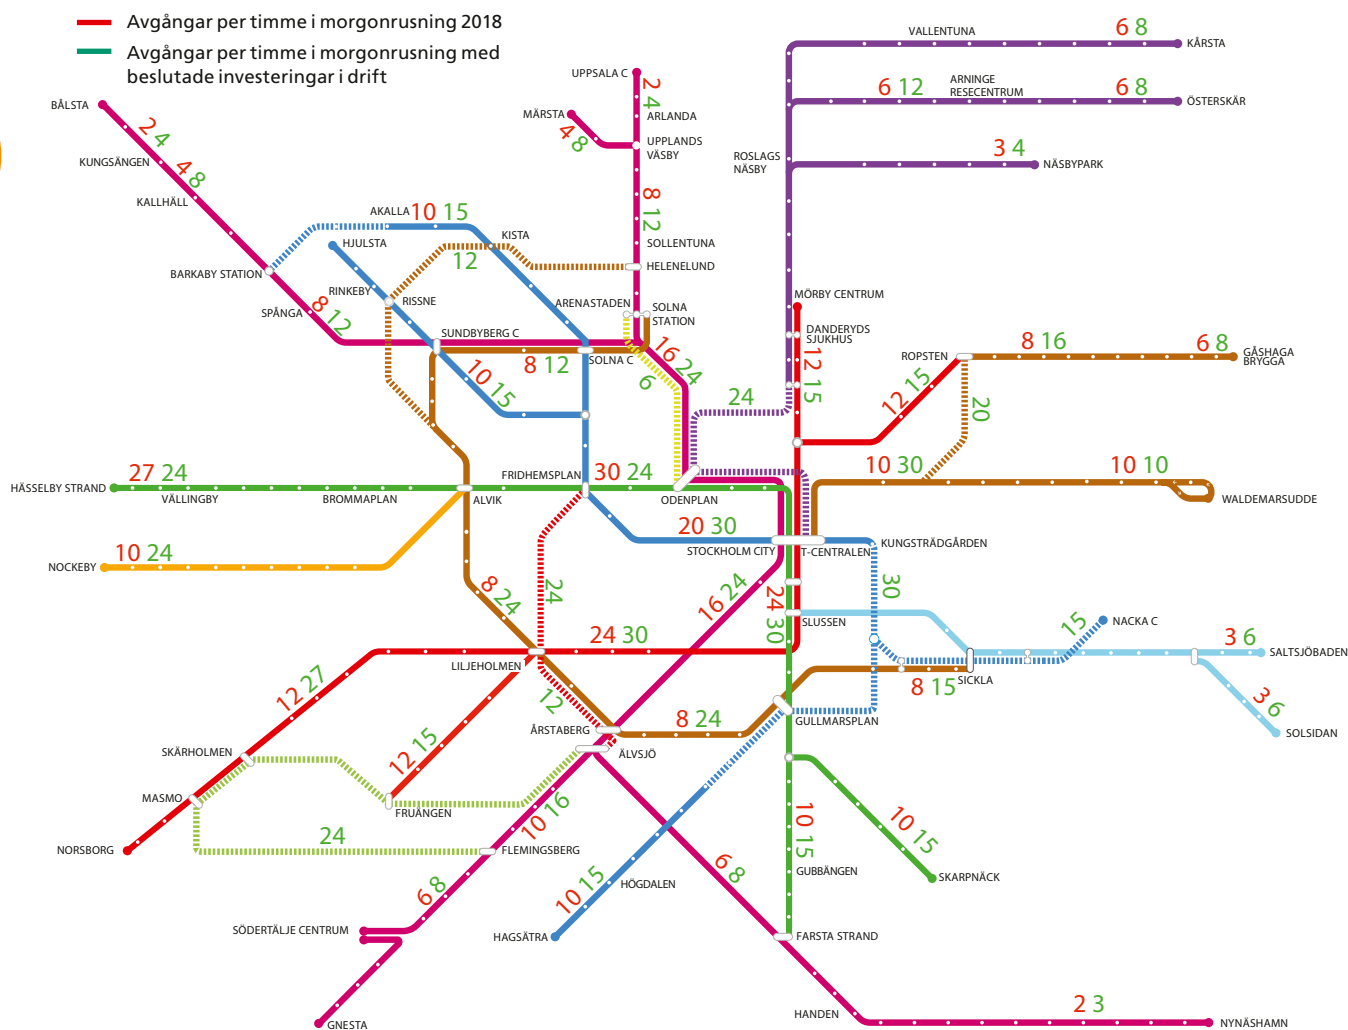 Avgångar per timme i morgonrusning 2018
Avgångar per timme i morgonrusning med
beslutade investeringar i drift
VALLENTUNA
6 8
KÅRSTA
UPPSALA C
2 4
6 12
ARNINGE
RESECENTRUM
6 8
ÖSTERSKÄR
BÅLSTA
MÄRSTA
ARLANDA
2 4
4 8
UPPLANDS
VÄSBY
ROSLAGS
NÄSBY
3 4
NÄSBYPARK
KUNGSÄNGEN
4 8
KALLHÄLL
8 12
AKALLA
10 15
KISTA
HJULSTA
SOLLENTUNA
12
HELENELUND
BARKABY STATION
RINKEBY
RISSNE
MÖRBY CENTRUM
ARENASTADEN
SOLNA
STATION
SPÅNGA
8 12
SUNDBYBERG C
DANDERYDS
SJUKHUS
16 24
8 12
SOLNA C
6
12 15
ROPSTEN
8 16
6 8
GÅSHAGA
BRYGGA
10 15
12 15
24
20
27 24
FRIDHEMSPLAN
30 24
10 30
10 10
HÄSSELBY STRAND
VÄLLINGBY
BROMMAPLAN
ALVIK
ODENPLAN
WALDEMARSUDDE
20 30
10 24
NOCKEBY
STOCKHOLM CITY
T-CENTRALEN
KUNGSTRÄDGÅRDEN
8 24
24
16 24
24 30
30
SLUSSEN
15
NACKA C
24 30
LILJEHOLMEN
3 6
SALTSJÖBADEN
12 27
12
8 15
SICKLA
3 6
8 24
GULLMARSPLAN
ÅRSTABERG
SOLSIDAN
SKÄRHOLMEN
12 15
ÄLVSJÖ
MASMO
FRUÄNGEN
10 16
10 15
10 15
NORSBORG
24
FLEMINGSBERG
6 8
GUBBÄNGEN
SKARPNÄCK
6 8
10 15
HÖGDALEN
SÖDERTÄLJE CENTRUM
HAGSÄTRA
FARSTA STRAND
2 3
HANDEN
GNESTA
NYNÄSHAMN